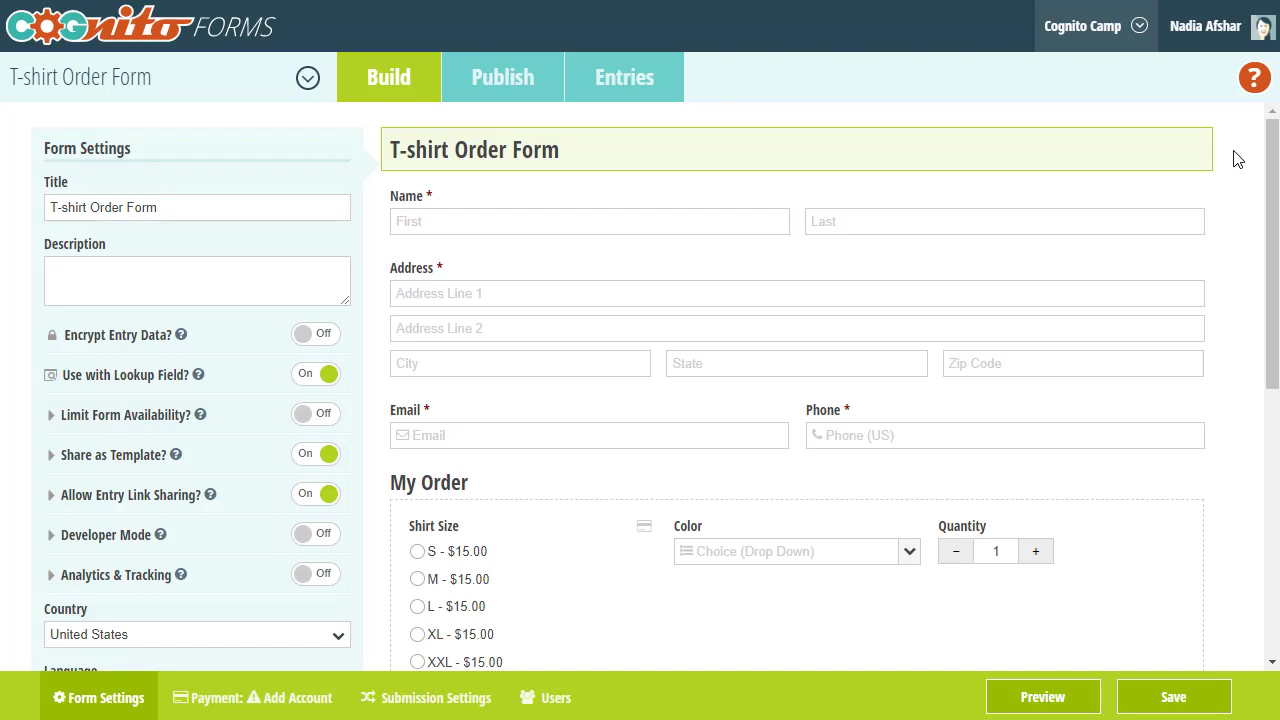 COGNITO FORMS
Cognito Camp
Nadia Afshar
T-shirt Order Form
Build
Publish
Entries
?
Form Settings
Title
T-shirt Order Form
Description
Encrypt Entry Data? ?
Off
Use with Lookup Field? ?
On
Limit Form Availability? ?
Off
Share as Template? ?
On
Allow Entry Link Sharing? ?
On
Developer Mode ?
Off
Analytics & Tracking ?
Off
Country
United States
Language
T-shirt Order Form
Name *
First
Last
Address *
Address Line 1
Address Line 2
City
State
Zip Code
Email *
Phone *
Email
Phone (US)
My Order
Shirt Size
Color
Quantity
S - $15.00
Choice (Drop Down)
− 1 +
M - $15.00
L - $15.00
XL - $15.00
XXL - $15.00
Form Settings
Payment: Add Account
Submission Settings
Users
Preview
Save